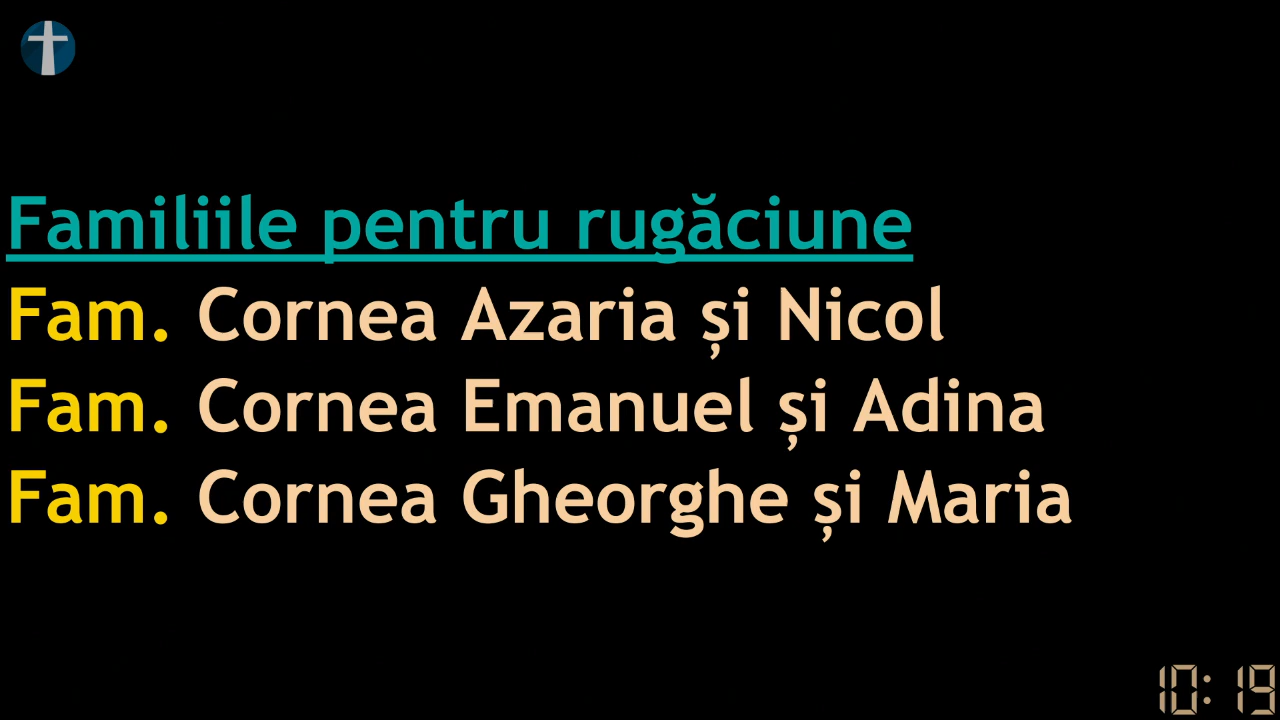 Familiile pentru rugăciune
Fam. Cornea Azaria și Nicol
Fam. Cornea Emanuel și Adina
Fam. Cornea Gheorghe și Maria
10:19